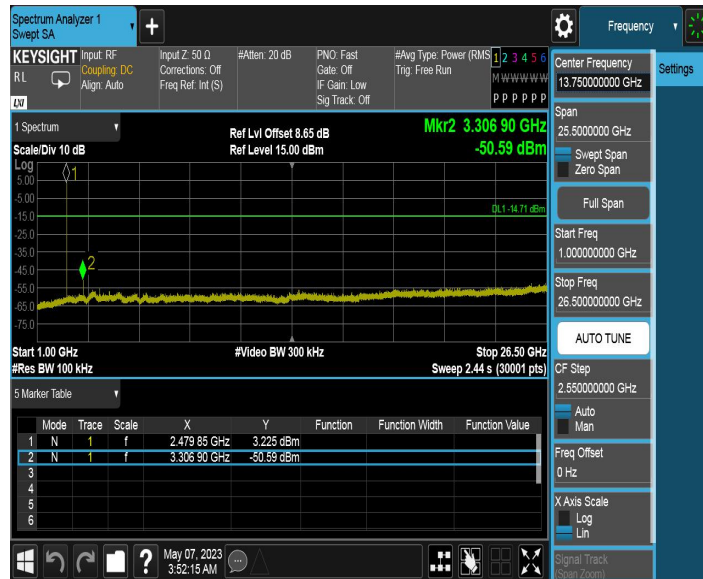 Spectrum Analyzer 1
Swept SA
Frequency
KEYSIGHT
RL
LXI
Input: RF
Coupling: DC
Align: Auto
Input Z: 50 Ω
Corrections: Off
Freq Ref: Int (S)
#Atten: 20 dB
PNO: Fast
Gate: Off
IF Gain: Low
Sig Track: Off
#Avg Type: Power (RMS
Trig: Free Run
1 2 3 4 5 6
M W W W W W
P P P P P P
1 Spectrum
Scale/Div 10 dB
Ref Lvl Offset 8.65 dB
Ref Level 15.00 dBm
Mkr2 3.306 90 GHz
-50.59 dBm
Log
5.00
-5.00
-15.0
-25.0
-35.0
-45.0
-55.0
-65.0
-75.0
1
2
DL1 -14.71 dBm
Start 1.00 GHz
#Res BW 100 kHz
#Video BW 300 kHz
Stop 26.50 GHz
Sweep 2.44 s (30001 pts)
5 Marker Table
Mode Trace Scale X Y Function Function Width Function Value
1 N 1 f 2.479 85 GHz 3.225 dBm
2 N 1 f 3.306 90 GHz -50.59 dBm
3
4
5
6
?
May 07, 2023
3:52:15 AM
Center Frequency
13.750000000 GHz
Settings
Span
25.5000000 GHz
Swept Span
Zero Span
Full Span
Start Freq
1.000000000 GHz
Stop Freq
26.500000000 GHz
AUTO TUNE
CF Step
2.550000000 GHz
Auto
Man
Freq Offset
0 Hz
X Axis Scale
Log
Lin
Signal Track
(Span Zoom)